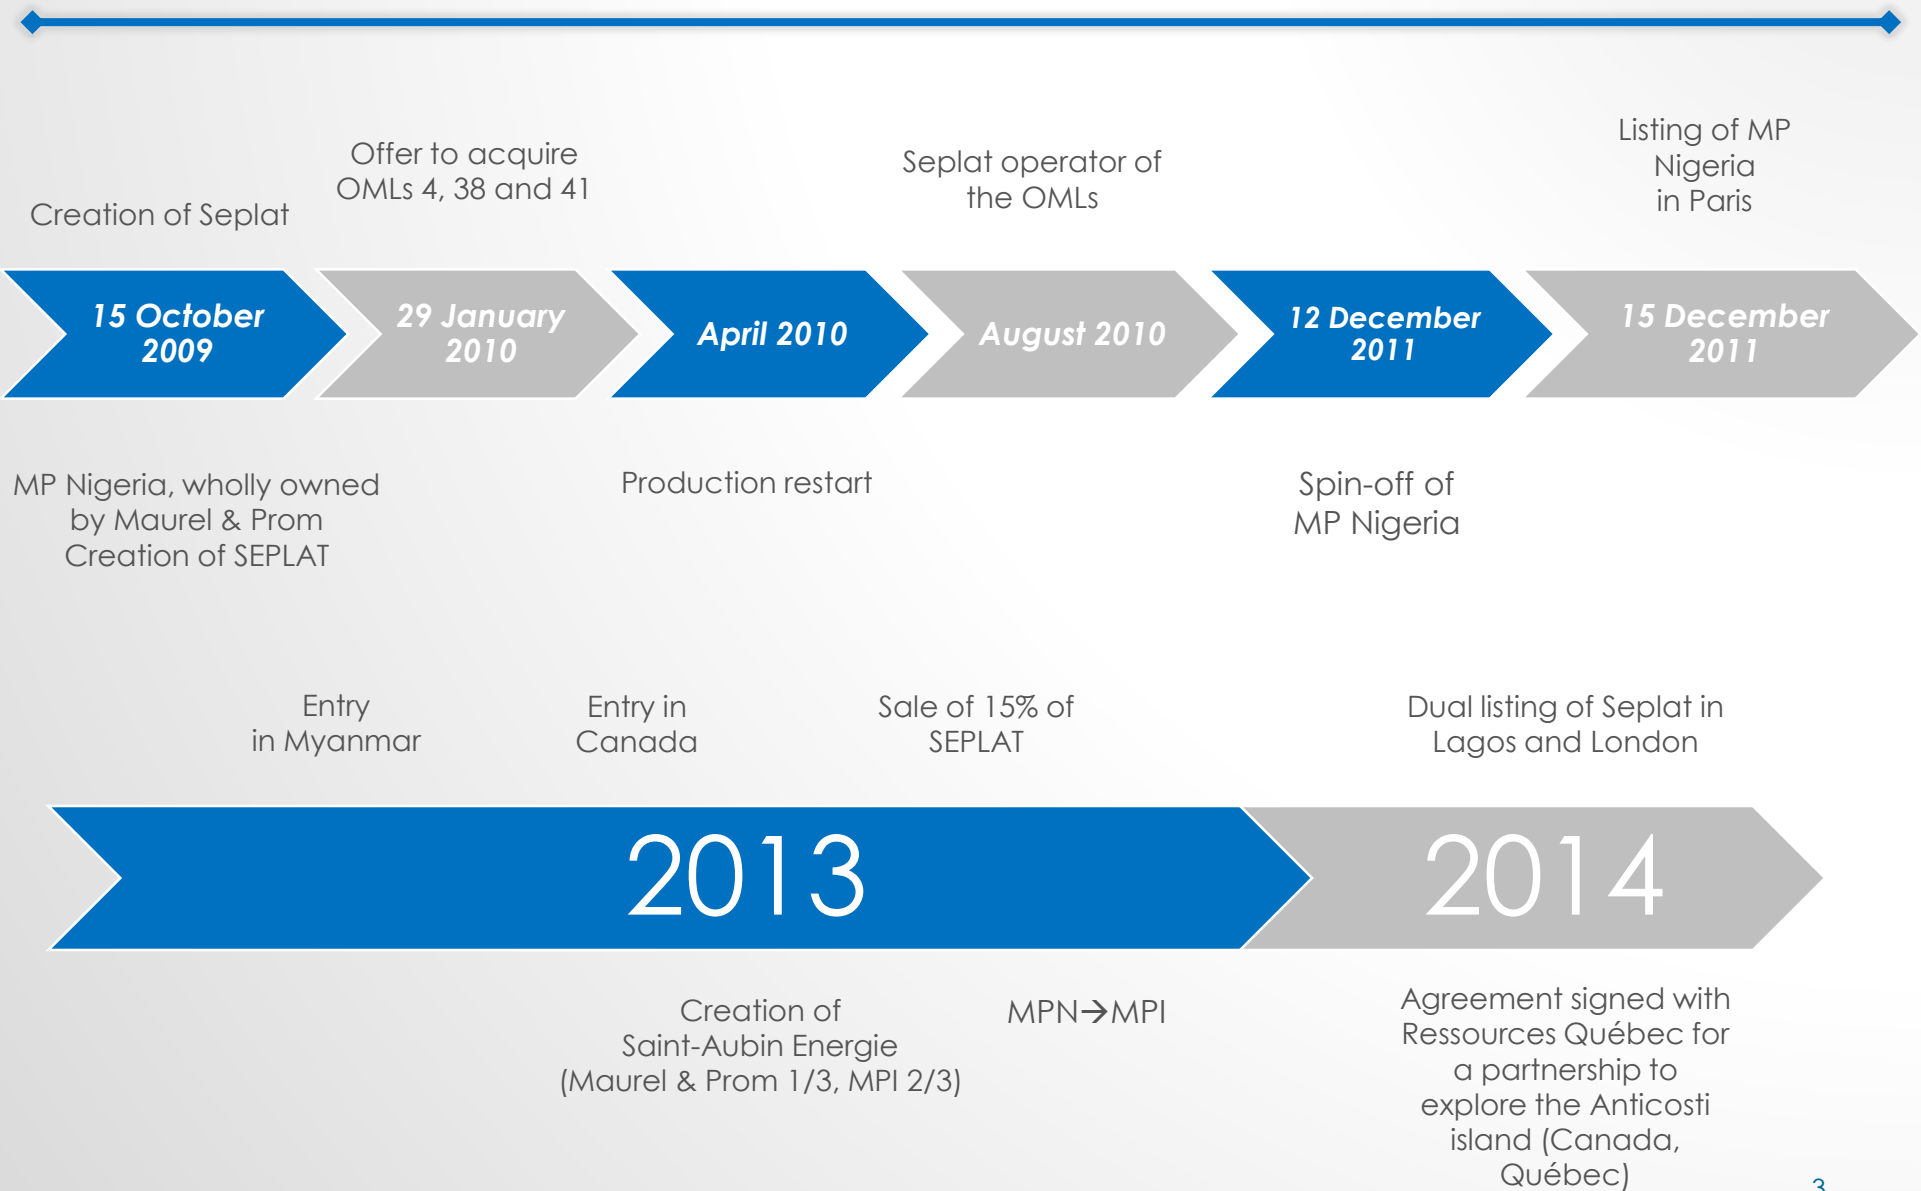 Creation of Seplat
Offer to acquire
OMLs 4, 38 and 41
Seplat operator of
the OMLs
Listing of MP
Nigeria
in Paris
15 October
2009
29 January
2010
April 2010
August 2010
12 December
2011
15 December
2011
MP Nigeria, wholly owned
by Maurel & Prom
Creation of SEPLAT
Production restart
Spin-off of
MP Nigeria
Entry
in Myanmar
Entry in
Canada
Sale of 15% of
SEPLAT
Dual listing of Seplat in
Lagos and London
2013
2014
Creation of
Saint-Aubin Energie
(Maurel & Prom 1/3, MPI 2/3)
MPN→MPI
Agreement signed with
Ressources Québec for
a partnership to
explore the Anticosti
island (Canada,
Québec)
3